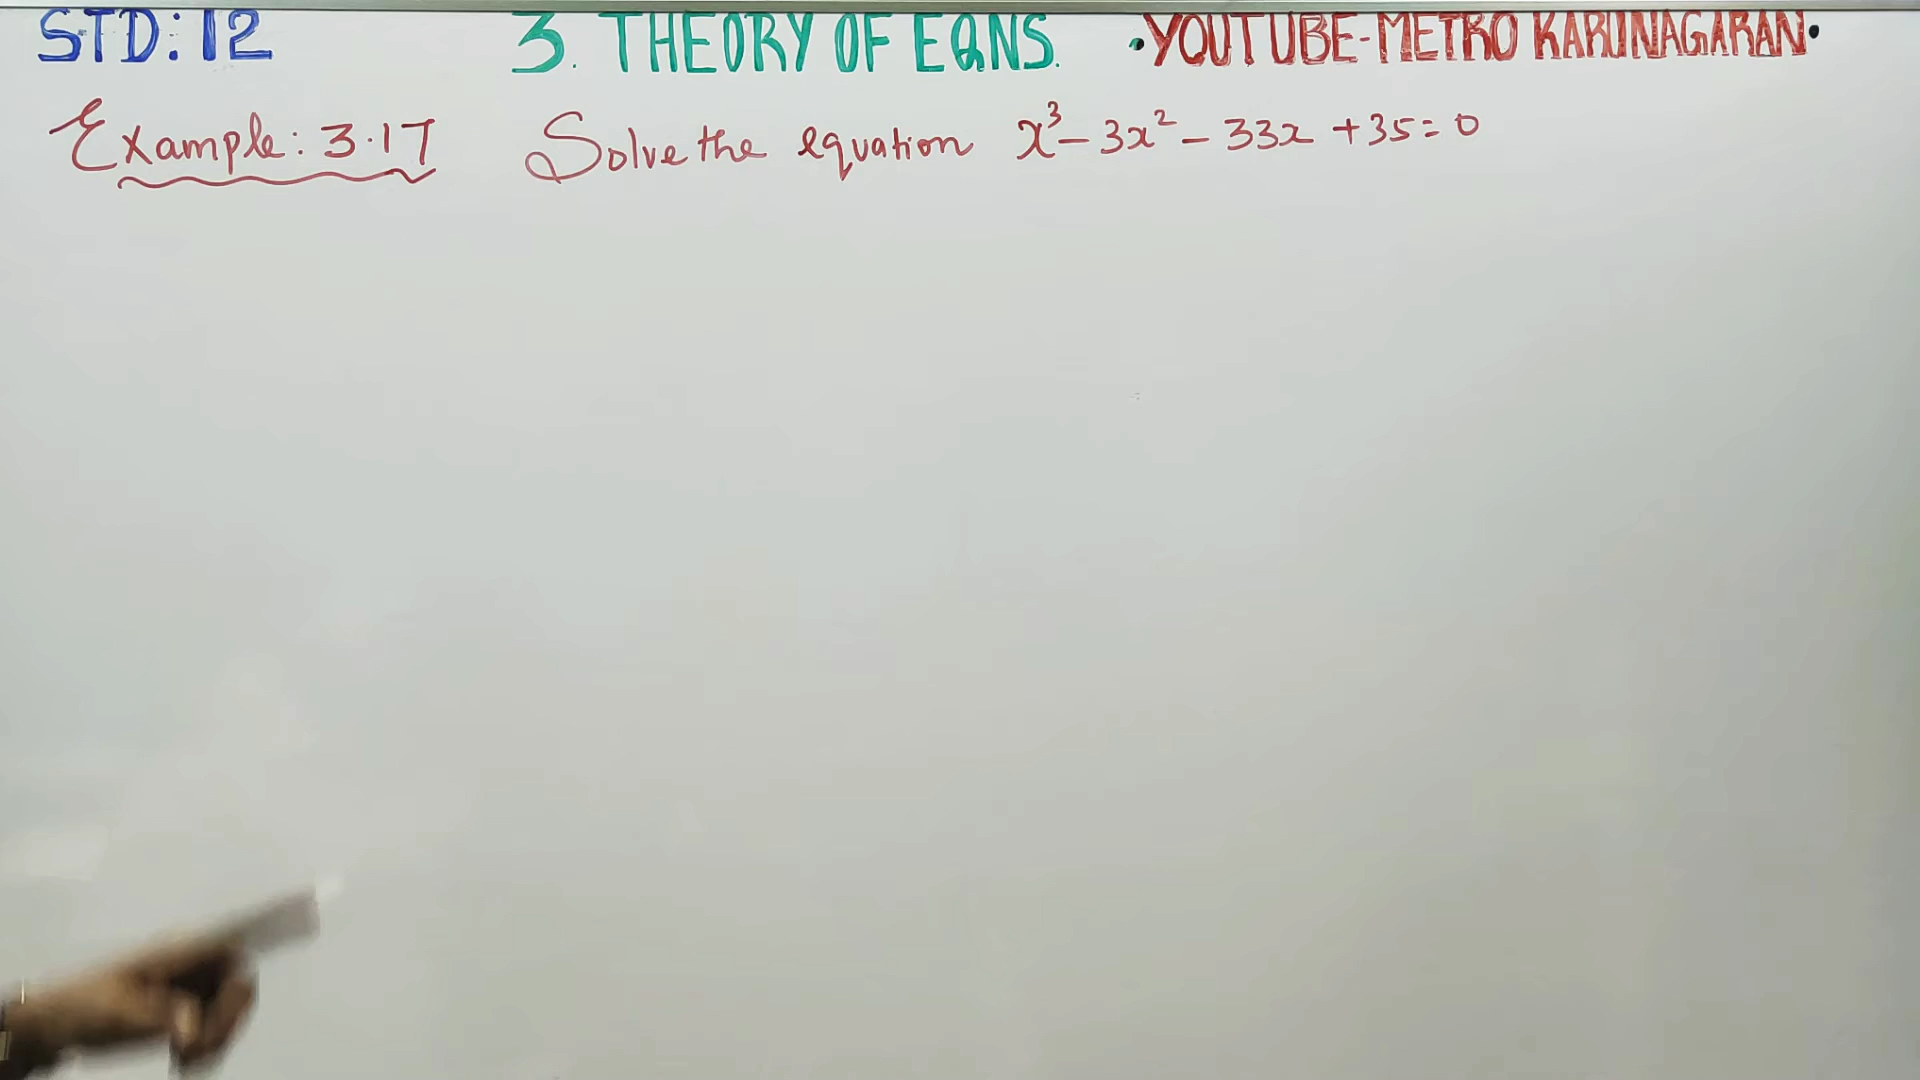 STD: 12 3. THEORY OF EQNS. •YOUTUBE-METRO KARUNAGARAN•
Example: 3.17 Solve the equation x³ - 3x² - 33x + 35 = 0